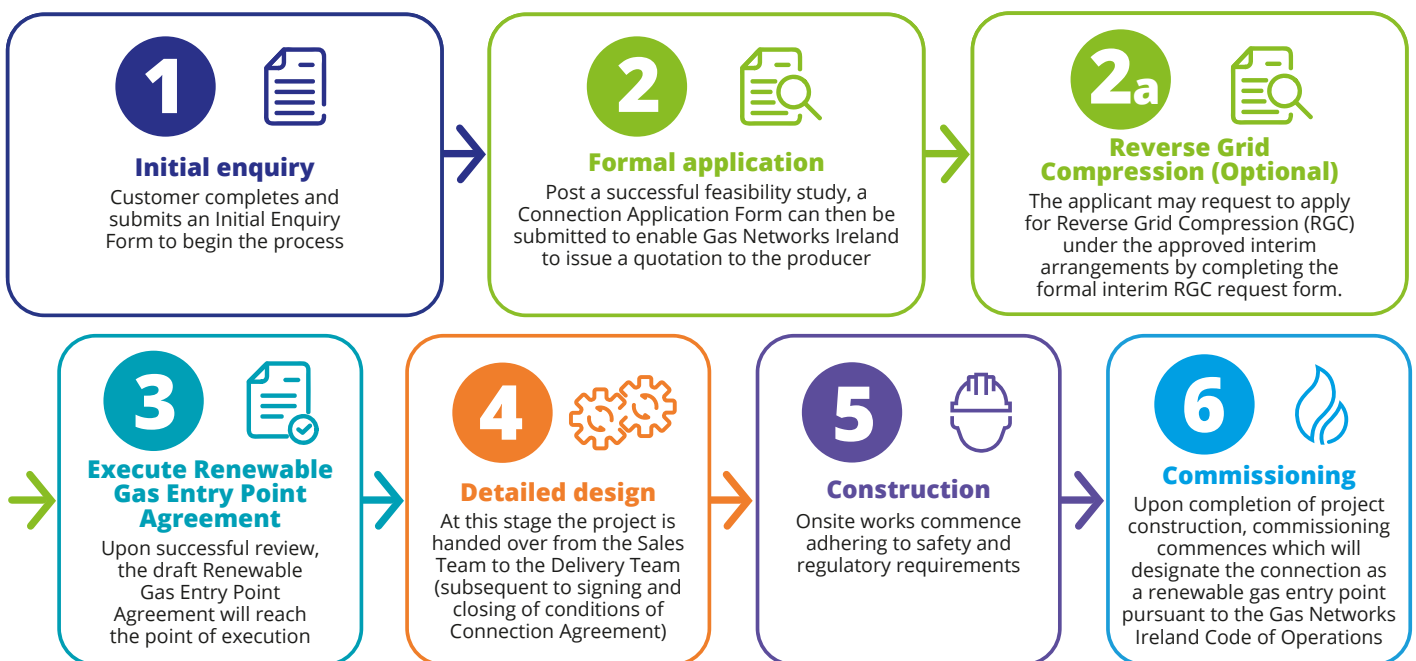 1
Initial enquiry
Customer completes and
submits an Initial Enquiry
Form to begin the process
2
Formal application
Post a successful feasibility study, a
Connection Application Form can then be
submitted to enable Gas Networks Ireland
to issue a quotation to the producer
2a
Reverse Grid
Compression (Optional)
The applicant may request to apply
for Reverse Grid Compression (RGC)
under the approved interim
arrangements by completing the
formal interim RGC request form.
3
Execute Renewable
Gas Entry Point
Agreement
Upon successful review,
the draft Renewable
Gas Entry Point
Agreement will reach
the point of execution
4
Detailed design
At this stage the project is
handed over from the Sales
Team to the Delivery Team
(subsequent to signing and
closing of conditions of
Connection Agreement)
5
Construction
Onsite works commence
adhering to safety and
regulatory requirements
6
Commissioning
Upon completion of project
construction, commissioning
commences which will
designate the connection as
a renewable gas entry point
pursuant to the Gas Networks
Ireland Code of Operations